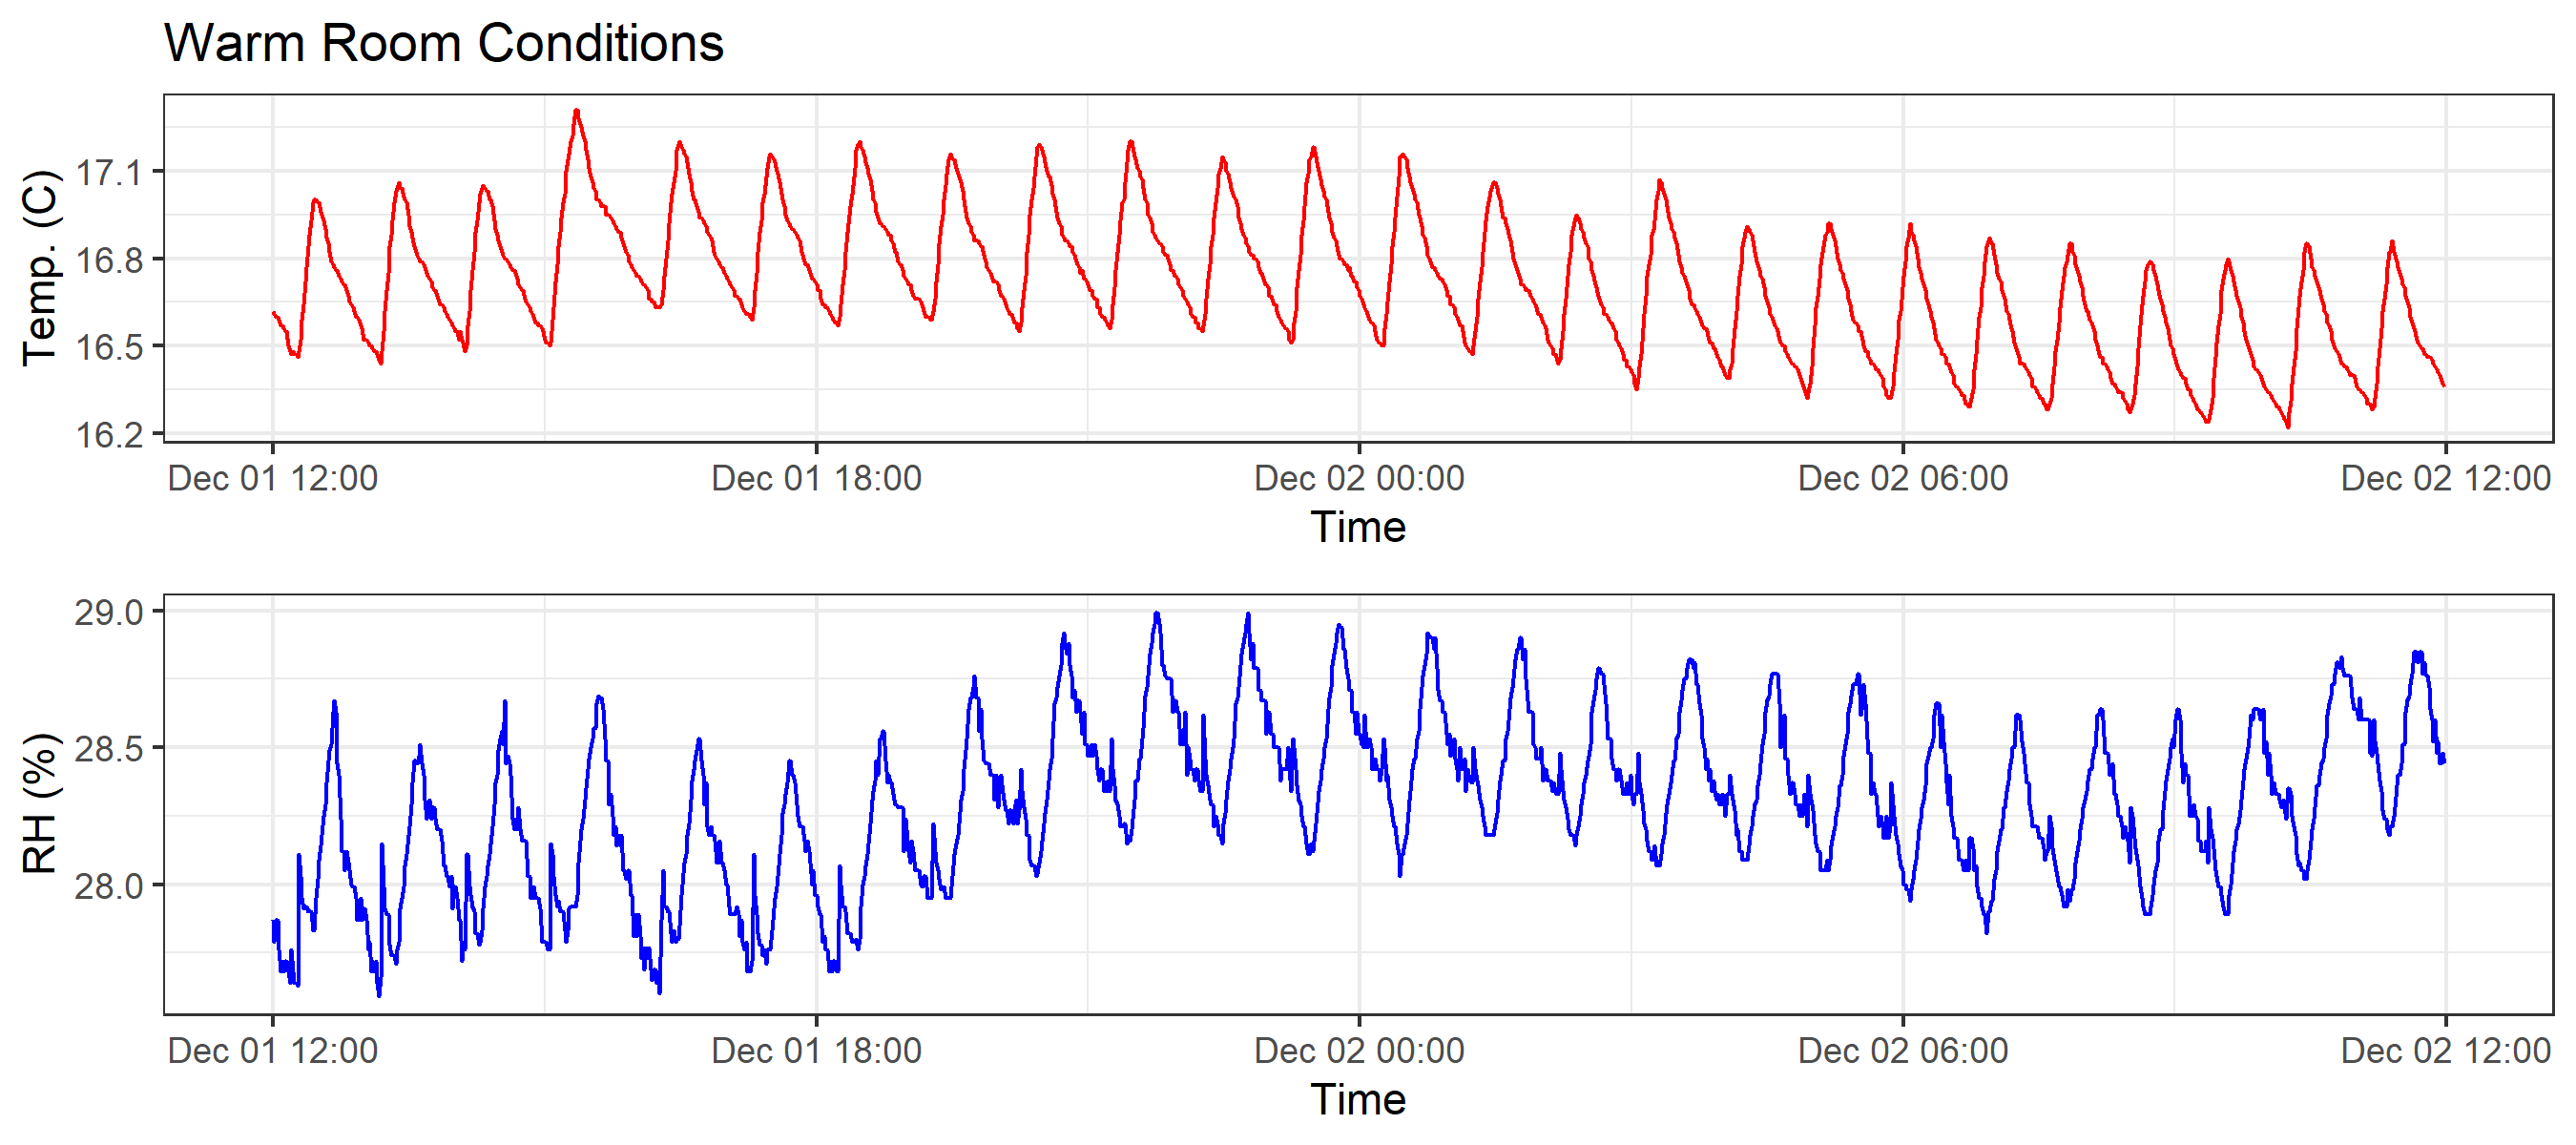 Warm Room Conditions
Temp. (C)
17.1
16.8
16.5
16.2
Dec 01 12:00 Dec 01 18:00 Dec 02 00:00 Dec 02 06:00 Dec 02 12:00
Time
RH (%)
29.0
28.5
28.0
Dec 01 12:00 Dec 01 18:00 Dec 02 00:00 Dec 02 06:00 Dec 02 12:00
Time